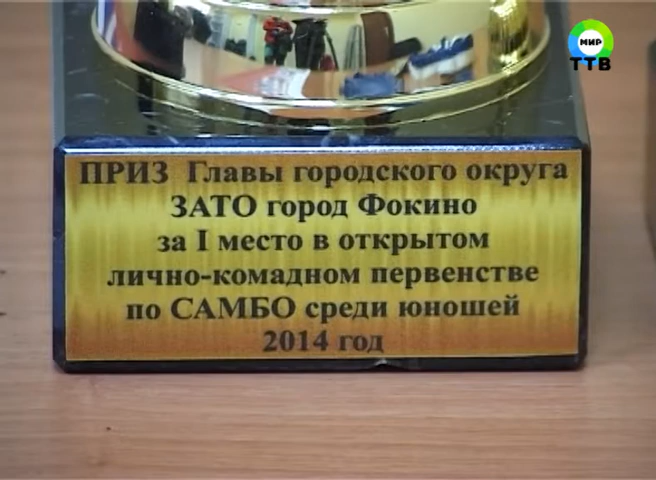 МИР
ТТВ
ПРИЗ Главы городского округа
ЗАТО город Фокино
за I место в открытом
лично-комадном первенстве
по САМБО среди юношей
2014 год